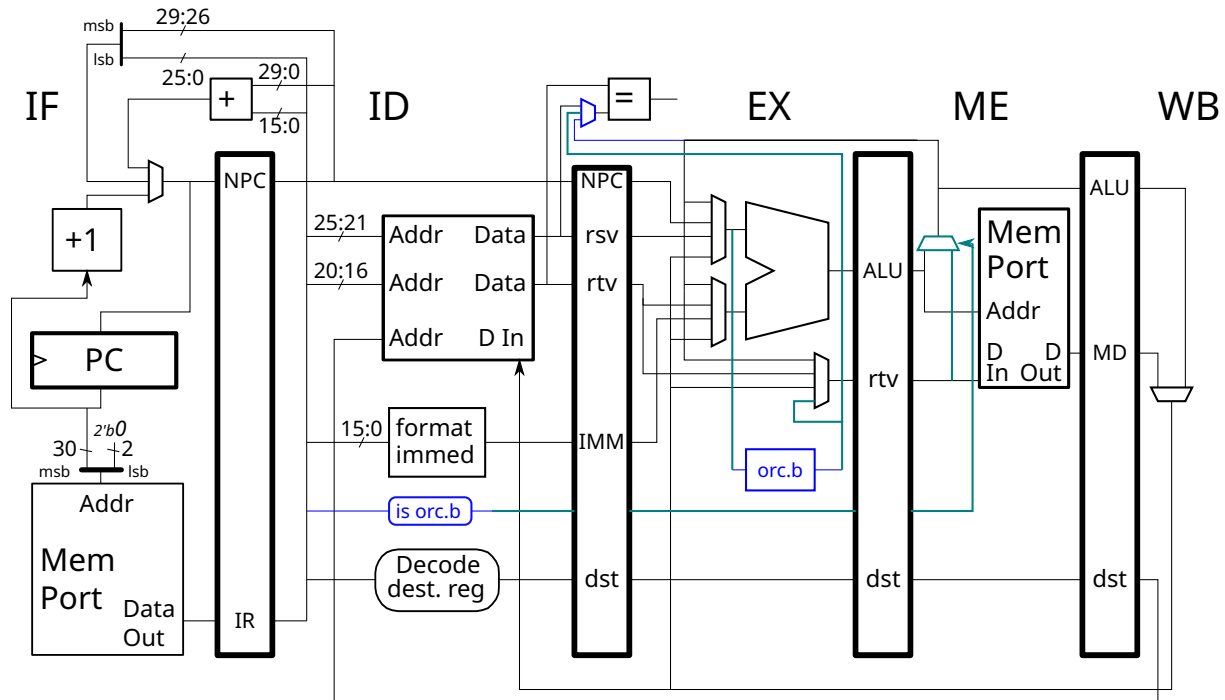 29:26
msb
lsb
25:0
29:0
+
15:0
=
IF
ID
EX
ME
WB
NPC
NPC
ALU
+1
25:21
Addr
Data
rsv
20:16
Addr
Data
rtv
ALU
Mem
Port
Addr
Addr
D In
PC
D
In
D
Out
MD
rtv
2'b0
30
2
msb
lsb
15:0
format
immed
IMM
orc.b
is orc.b
Addr
Mem
Port
Data
Out
IR
Decode
dest. reg
dst
dst
dst